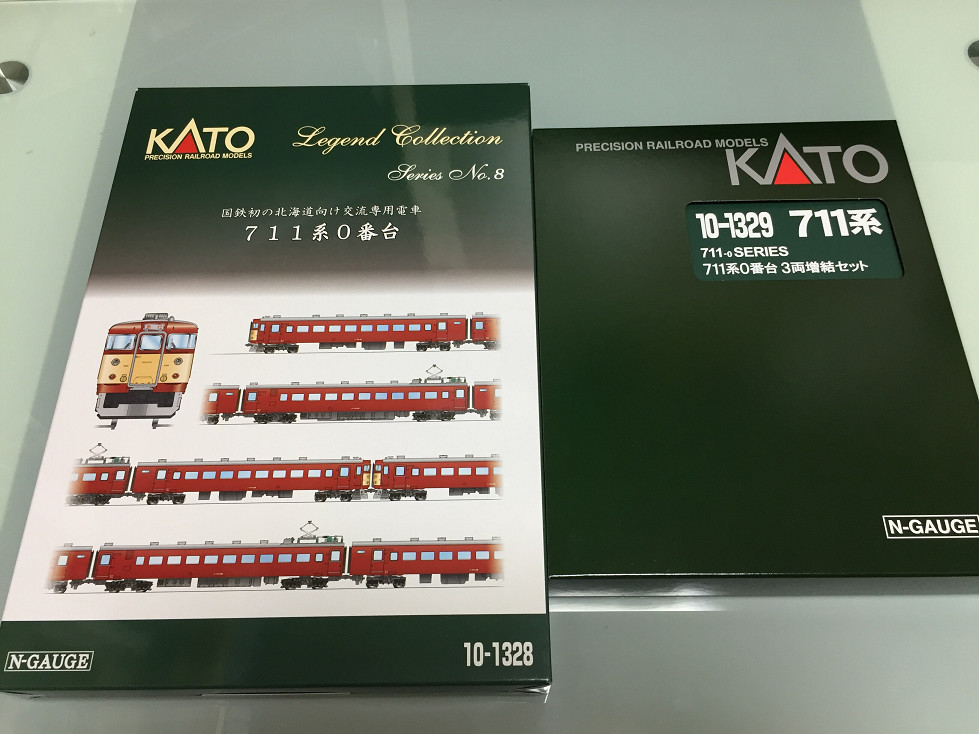 KATO
PRECISION RAILROAD MODELS
Legend Collection
Series No.8
国鉄初の北海道向け交流専用電車
711系0番台
N-GAUGE
10-1328
PRECISION RAILROAD MODELS
KATO
10-1329 711系
711-0 SERIES
711系0番台 3両増結セット
N-GAUGE